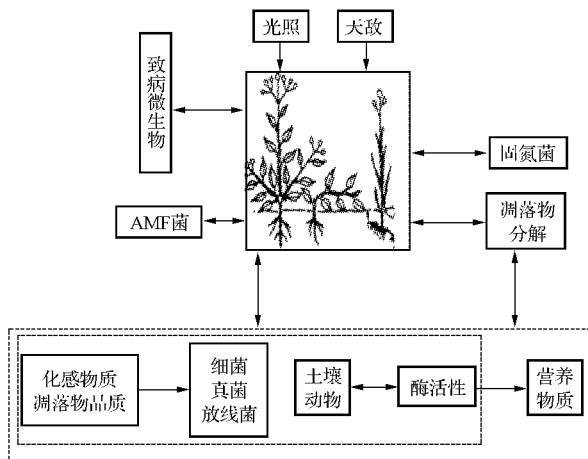 光照
天敌
致病微生物
固氮菌
AMF菌
凋落物
分解
化感物质
凋落物品质
细菌
真菌
放线菌
土壤
动物
酶活性
营养
物质